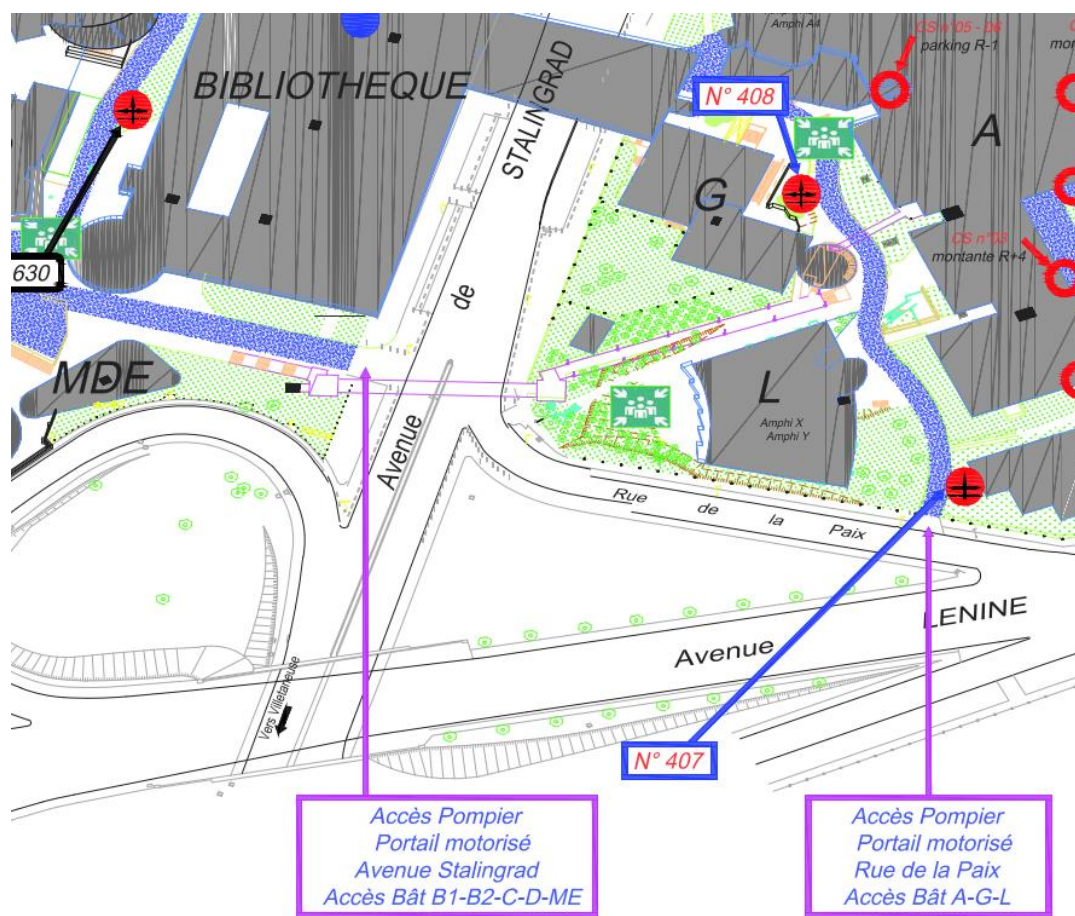 Amphi A4
CS n°05 - 06
parking R-1
BIBLIOTHEQUE
STALINGRAD
de
Avenue
N° 408
A
G
CS n°03
montante R+4
630
MDE
L
Amphi X
Amphi Y
Rue de la Paix
LENINE
Avenue
Vers Villetaneuse
N° 407
Accès Pompier
Portail motorisé
Avenue Stalingrad
Accès Bât B1-B2-C-D-ME
Accès Pompier
Portail motorisé
Rue de la Paix
Accès Bât A-G-L